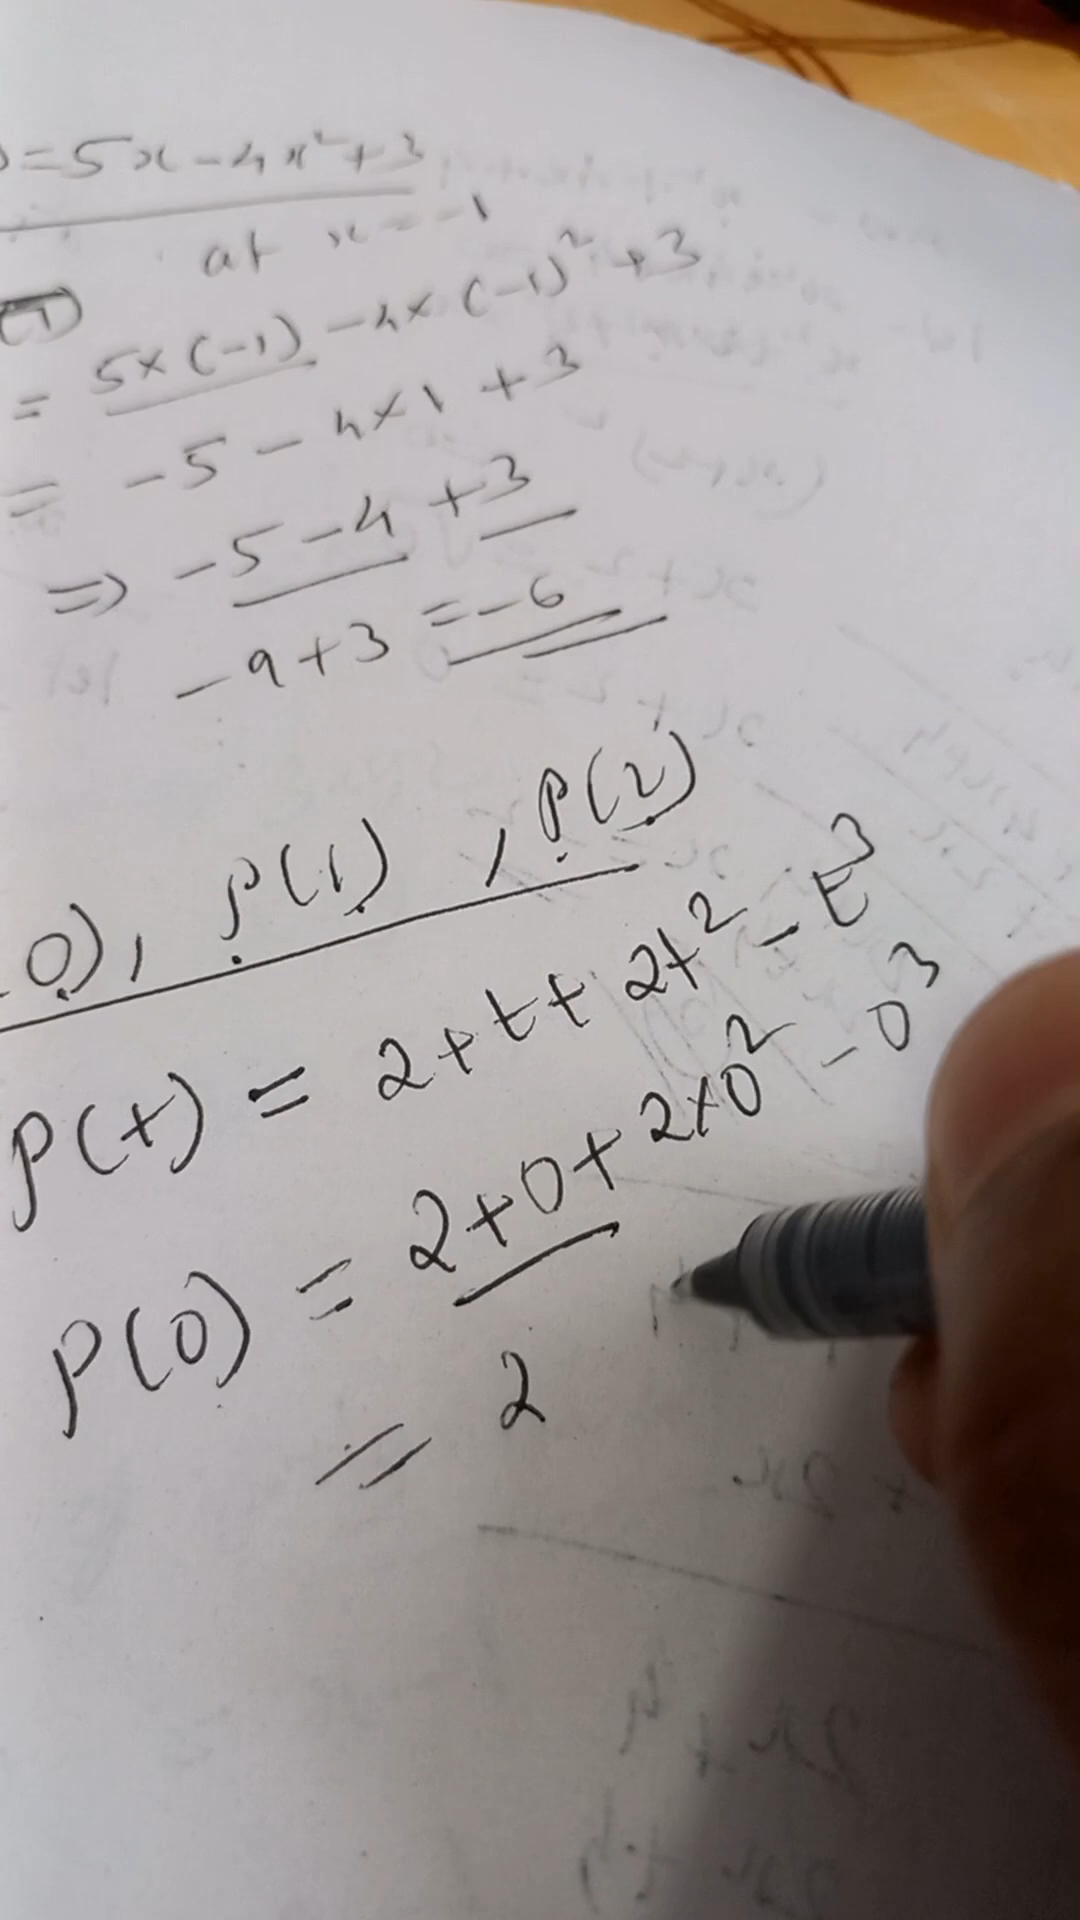 ) = 5x - 4x² + 3
at x = -1
= 5×(-1) - 4×(-1)² + 3
= -5 - 4×1 + 3
=> -5 - 4 + 3
-9 + 3 = -6
0), P(1), P(2)
P(t) = 2 + t + 2t² - t³
P(0) = 2 + 0 + 2×0² - 0³
= 2